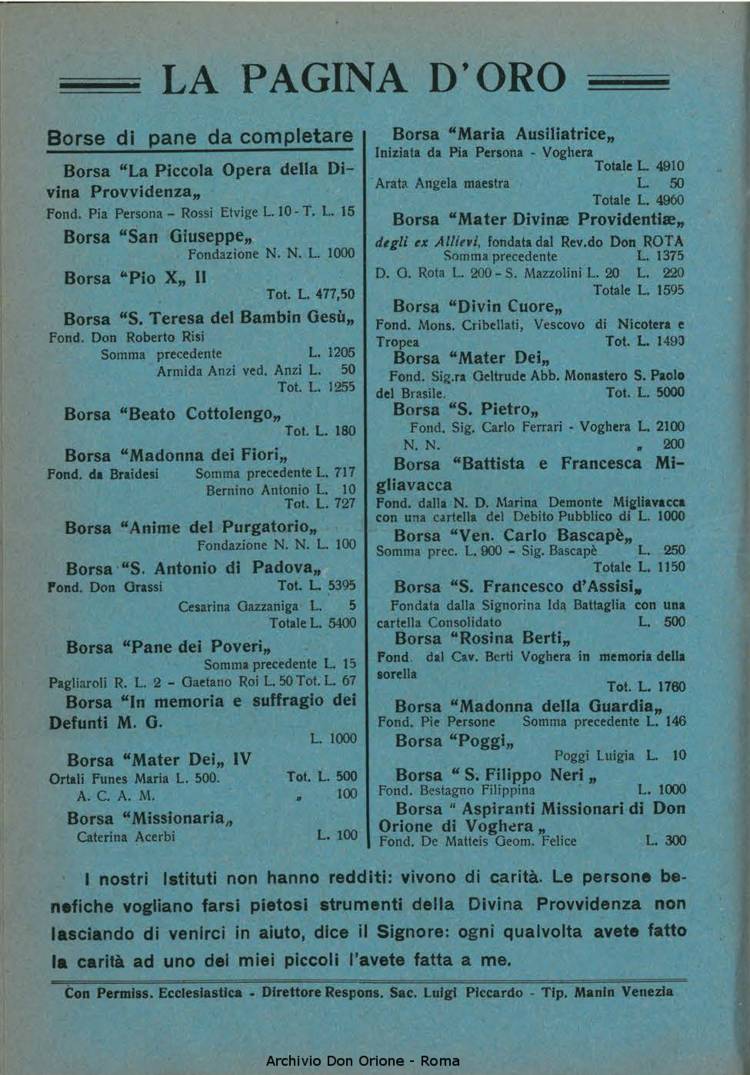 LA PAGINA D'ORO
Borse di pane da completare
Borsa "La Piccola Opera della Di-
vina Provvidenza„
Fond. Pia Persona - Rossi Etvige L. 10 - T. L. 15
Borsa "San Giuseppe„
Fondazione N. N. L. 1000
Borsa "Pio X„ II
Tot. L. 477,50
Borsa "S. Teresa del Bambin Gesù„
Fond. Don Roberto Risi
Somma precedente L. 1205
Armida Anzi ved. Anzi L. 50
Tot. L. 1255
Borsa "Beato Cottolengo„
Tot. L. 180
Borsa "Madonna dei Fiori„
Fond. da Braidesi Somma precedente L. 717
Bernino Antonio L. 10
Tot. L. 727
Borsa "Anime del Purgatorio„
Fondazione N. N. L. 100
Borsa "S. Antonio di Padova„
Fond. Don Grassi Tot. L. 5395
Cesarina Gazzaniga L. 5
Totale L. 5400
Borsa "Pane dei Poveri„
Somma precedente L. 15
Pagliaroli R. L. 2 - Gaetano Roi L. 50 Tot. L. 67
Borsa "In memoria e suffragio dei
Defunti M. G.
L. 1000
Borsa "Mater Dei„ IV
Ortali Funes Maria L. 500. Tot. L. 500
A. C. A. M. „ 100
Borsa "Missionaria„
Caterina Acerbi L. 100
Borsa "Maria Ausiliatrice„
Iniziata da Pia Persona - Voghera
Totale L. 4910
Arata Angela maestra L. 50
Totale L. 4960
Borsa "Mater Divinæ Providentiæ„
degli ex Allievi, fondata dal Rev.do Don ROTA
Somma precedente L. 1375
D. G. Rota L. 200 - S. Mazzolini L. 20 L. 220
Totale L. 1595
Borsa "Divin Cuore„
Fond. Mons. Cribellati, Vescovo di Nicotera e
Tropea Tot. L. 1490
Borsa "Mater Dei„
Fond. Sig.ra Geltrude Abb. Monastero S. Paolo
del Brasile. Tot. L. 5000
Borsa "S. Pietro„
Fond. Sig. Carlo Ferrari - Voghera L. 2100
N. N. „ 200
Borsa "Battista e Francesca Mi-
gliavacca
Fond. dalla N. D. Marina Demonte Migliavacca
con una cartella del Debito Pubblico di L. 1000
Borsa "Ven. Carlo Bascapè„
Somma prec. L. 900 - Sig. Bascapè L. 250
Totale L. 1150
Borsa "S. Francesco d'Assisi„
Fondata dalla Signorina Ida Battaglia con una
cartella Consolidato L. 500
Borsa "Rosina Berti„
Fond. dal Cav. Berti Voghera in memoria della
sorella
Tot. L. 1760
Borsa "Madonna della Guardia„
Fond. Pie Persone Somma precedente L. 146
Borsa "Poggi„
Poggi Luigia L. 10
Borsa " S. Filippo Neri „
Fond. Bestagno Filippina L. 1000
Borsa " Aspiranti Missionari di Don
Orione di Voghera „
Fond. De Matteis Geom. Felice L. 300
I nostri Istituti non hanno redditi: vivono di carità. Le persone be-
nefiche vogliano farsi pietosi strumenti della Divina Provvidenza non
lasciando di venirci in aiuto, dice il Signore: ogni qualvolta avete fatto
la carità ad uno dei miei piccoli l'avete fatta a me.
Con Permiss. Ecclesiastica - Direttore Respons. Sac. Luigi Piccardo - Tip. Manin Venezia
Archivio Don Orione - Roma